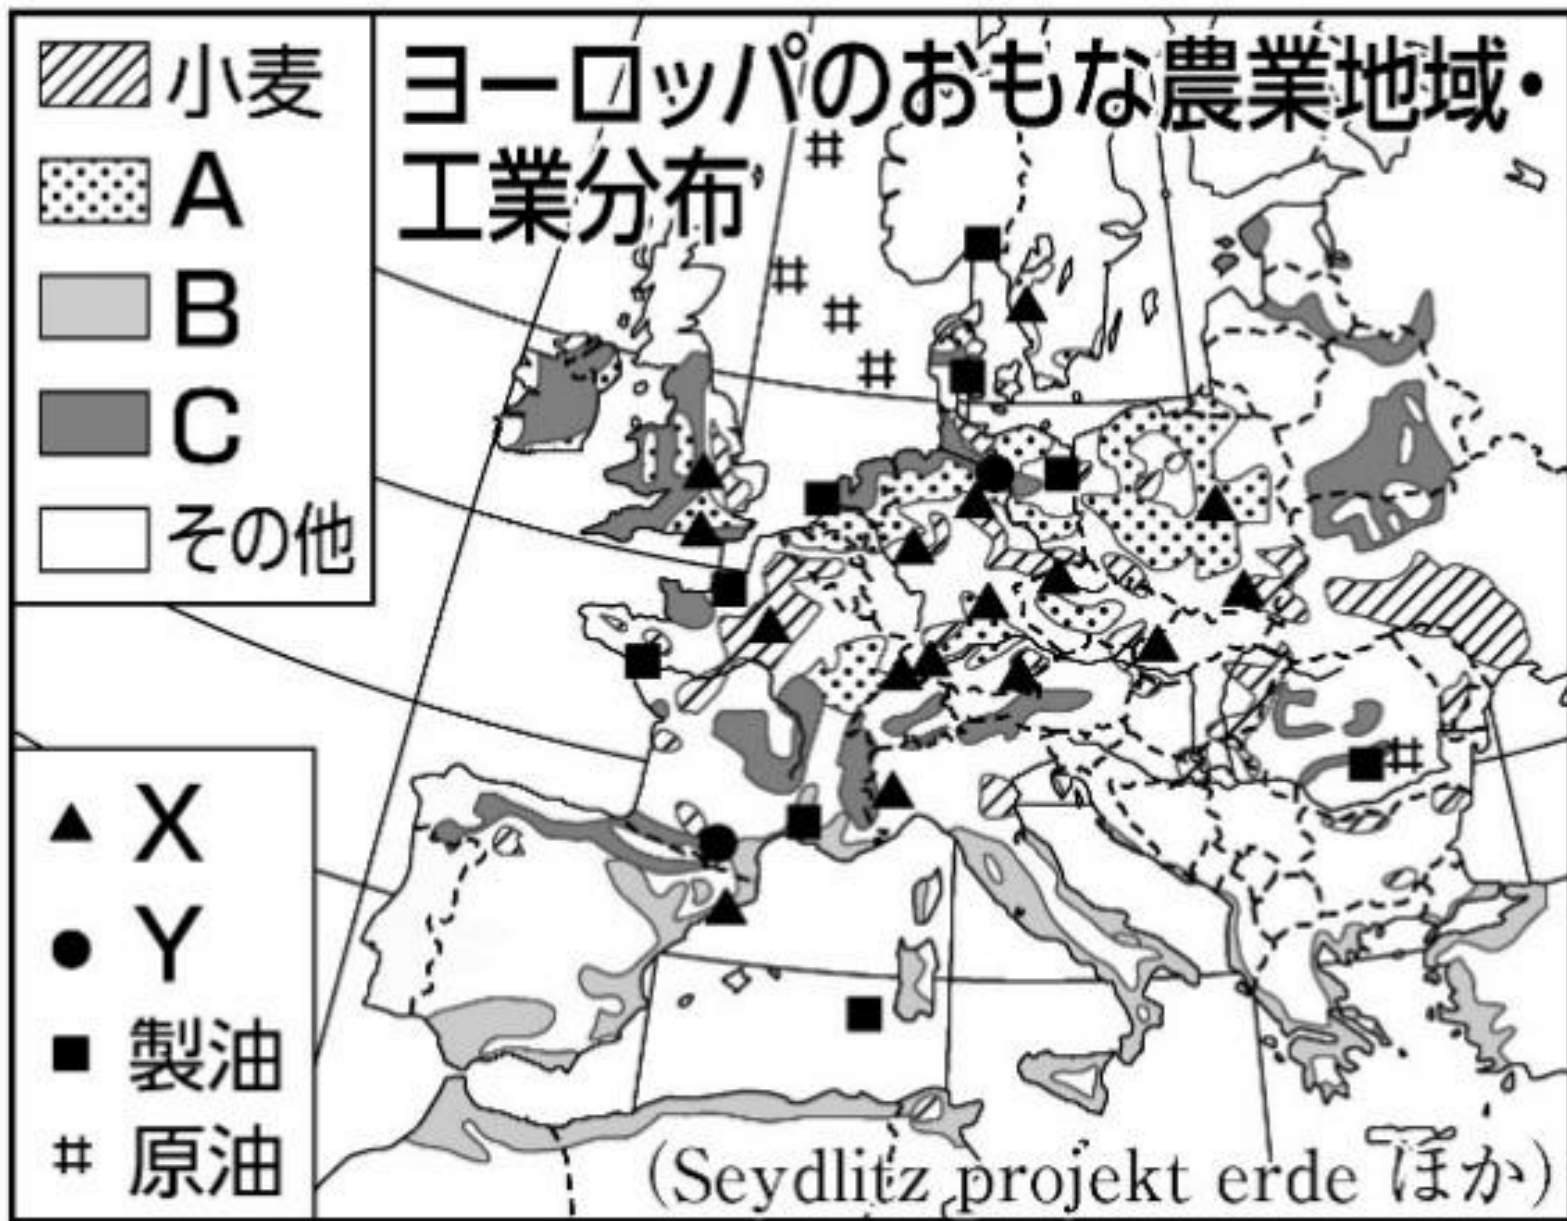 ヨーロッパのおもな農業地域・
工業分布
小麦
A
B
C
その他
X
Y
製油
原油
(Seydlitz projekt erde ほか)